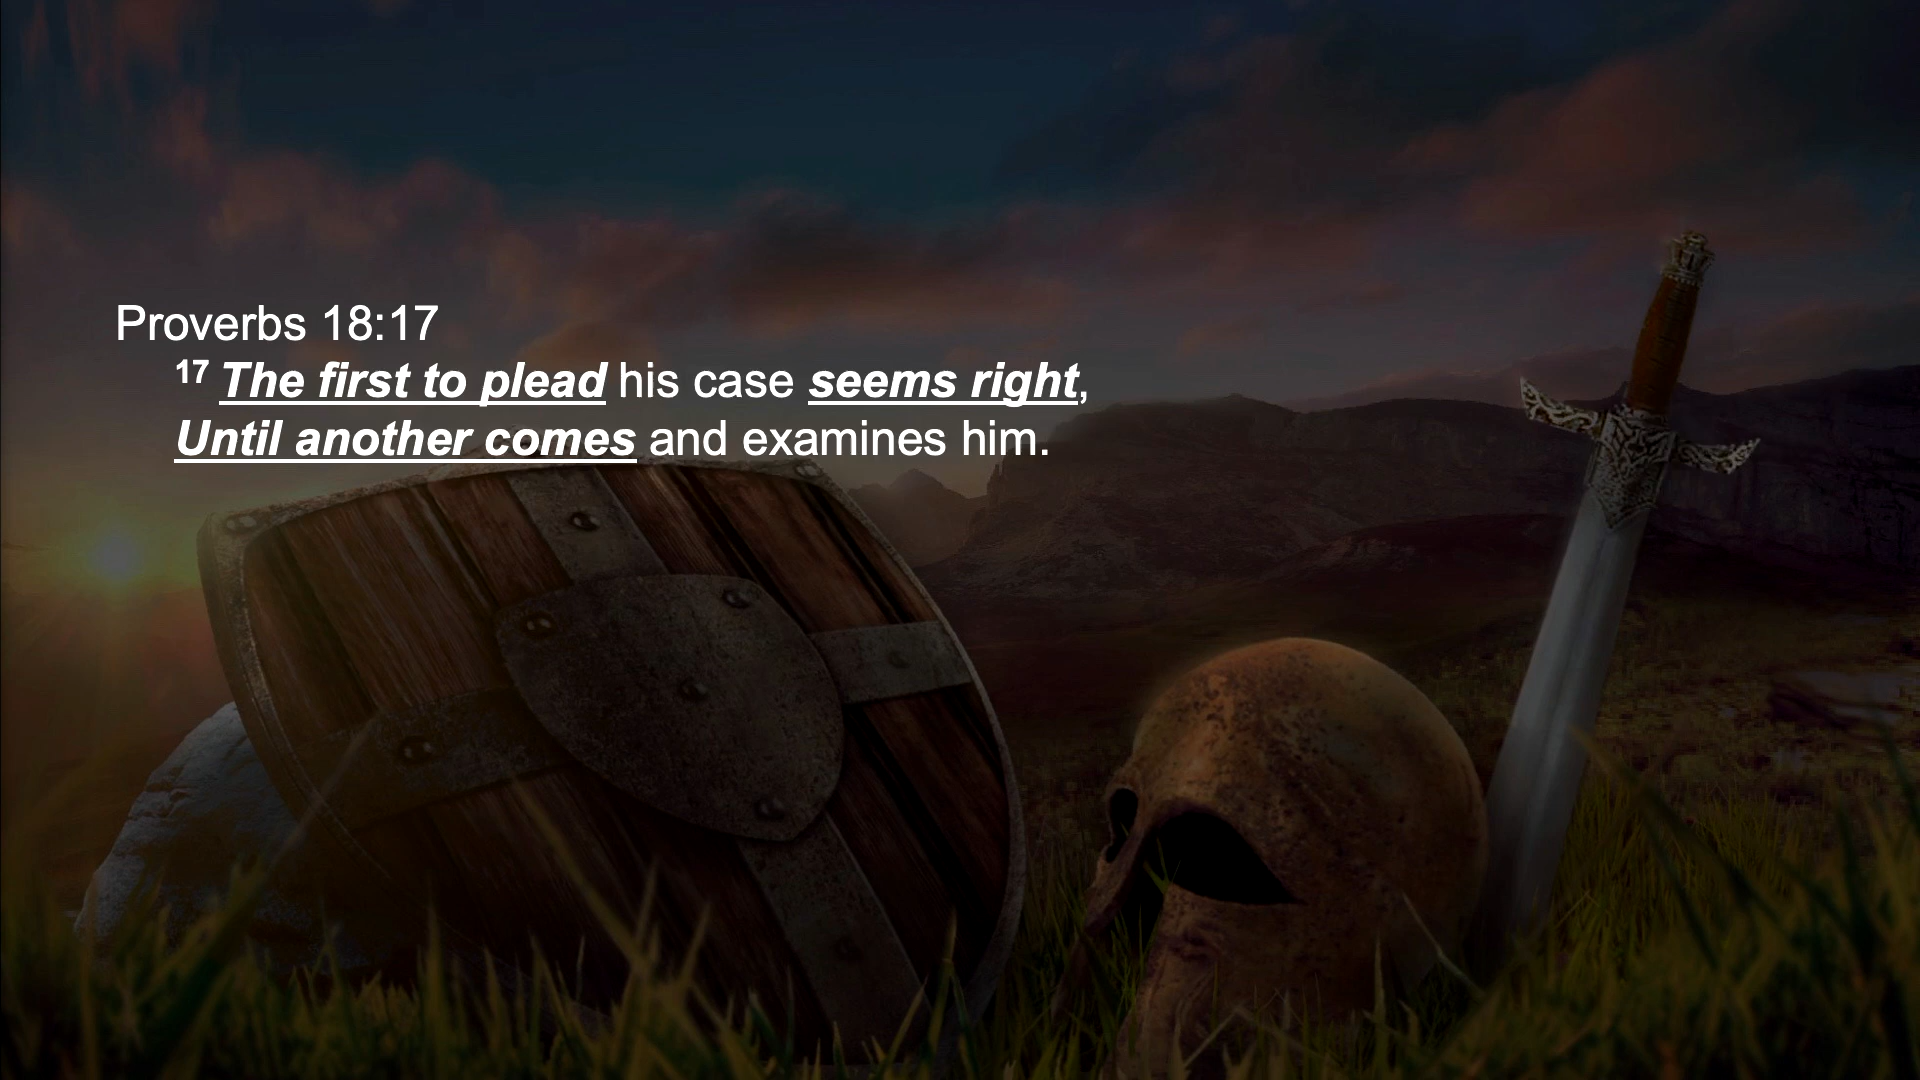 Proverbs 18:17
17 The first to plead his case seems right,
Until another comes and examines him.